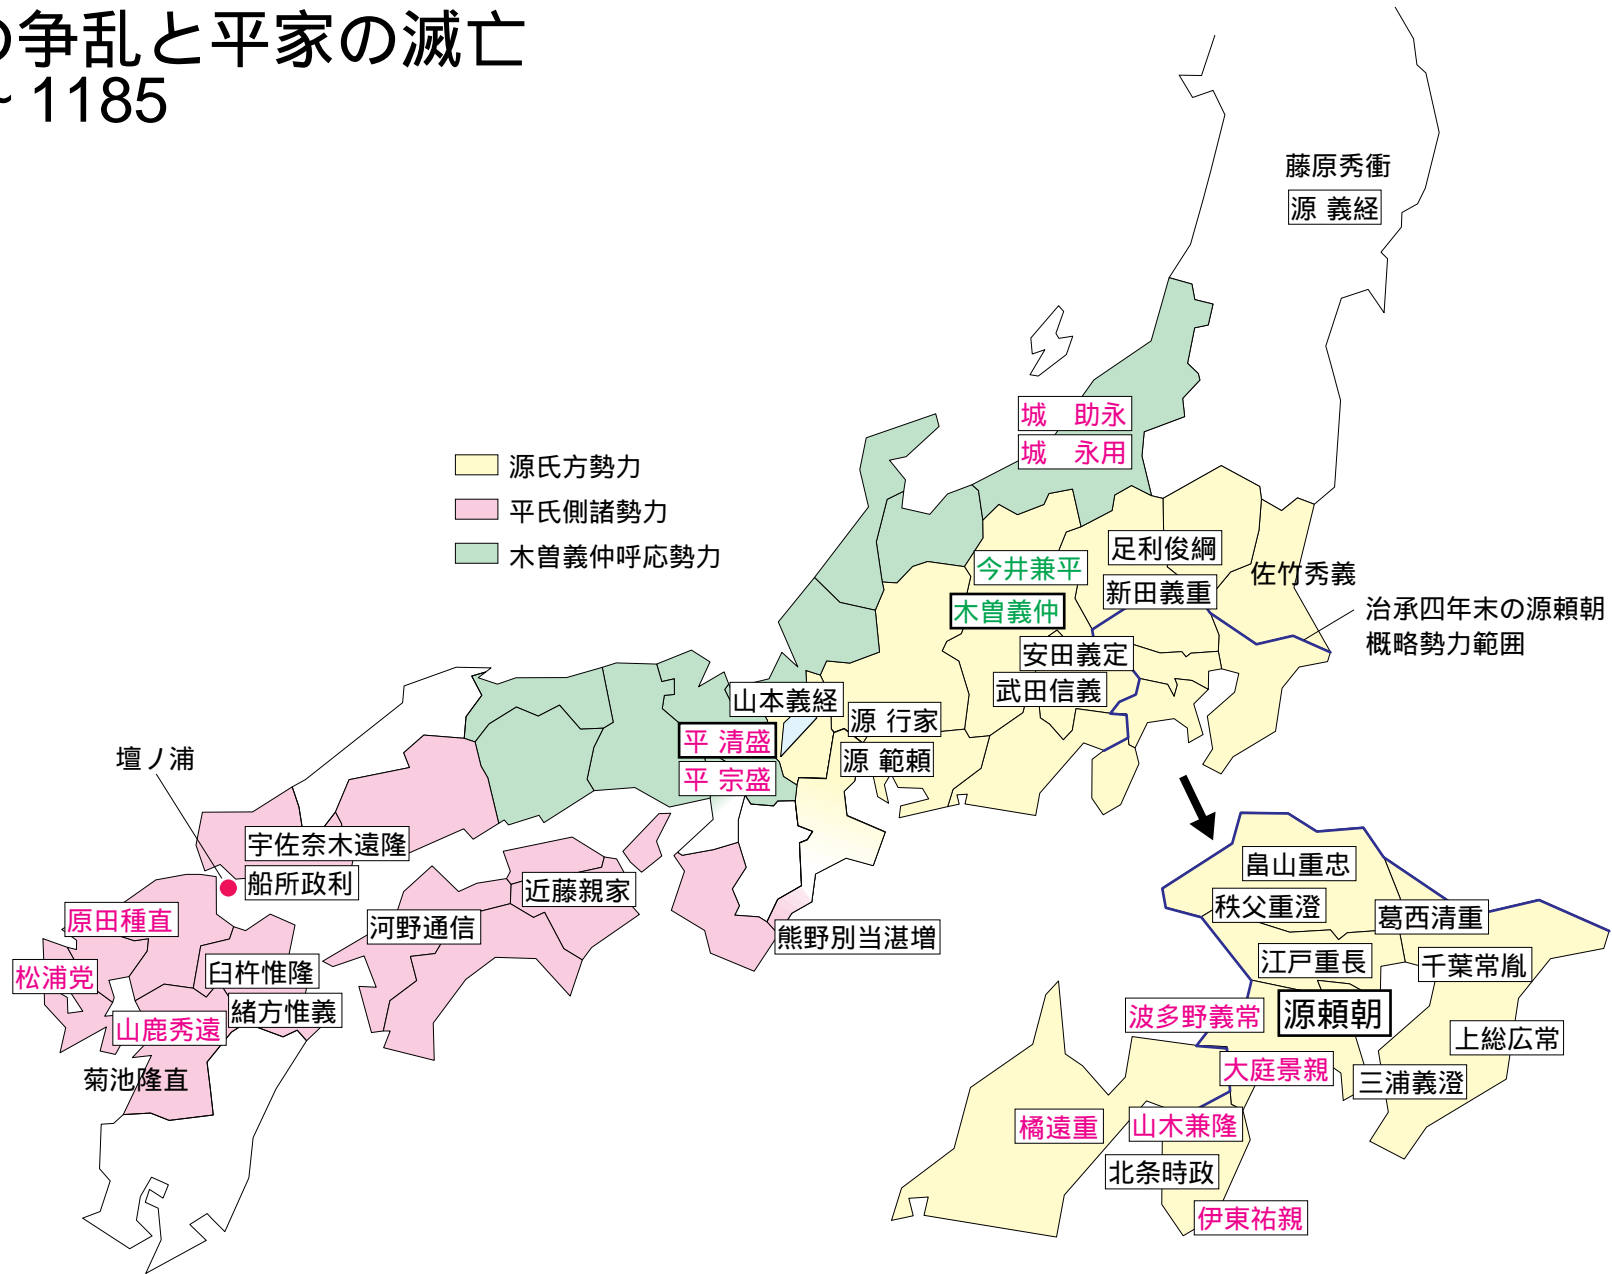 の争乱と平家の滅亡
~ 1185
藤原秀衝
源 義経
城 助永
城 永用
源氏方勢力
平氏側諸勢力
木曽義仲呼応勢力
今井兼平
木曽義仲
足利俊綱
新田義重
佐竹秀義
治承四年末の源頼朝
概略勢力範囲
安田義定
武田信義
山本義経
源 行家
源 範頼
平 清盛
平 宗盛
壇ノ浦
宇佐奈木遠隆
船所政利
近藤親家
河野通信
熊野別当湛増
原田種直
松浦党
臼杵惟隆
緒方惟義
山鹿秀遠
菊池隆直
畠山重忠
秩父重澄
葛西清重
江戸重長
千葉常胤
源頼朝
波多野義常
上総広常
大庭景親
三浦義澄
橘遠重
山木兼隆
北条時政
伊東祐親